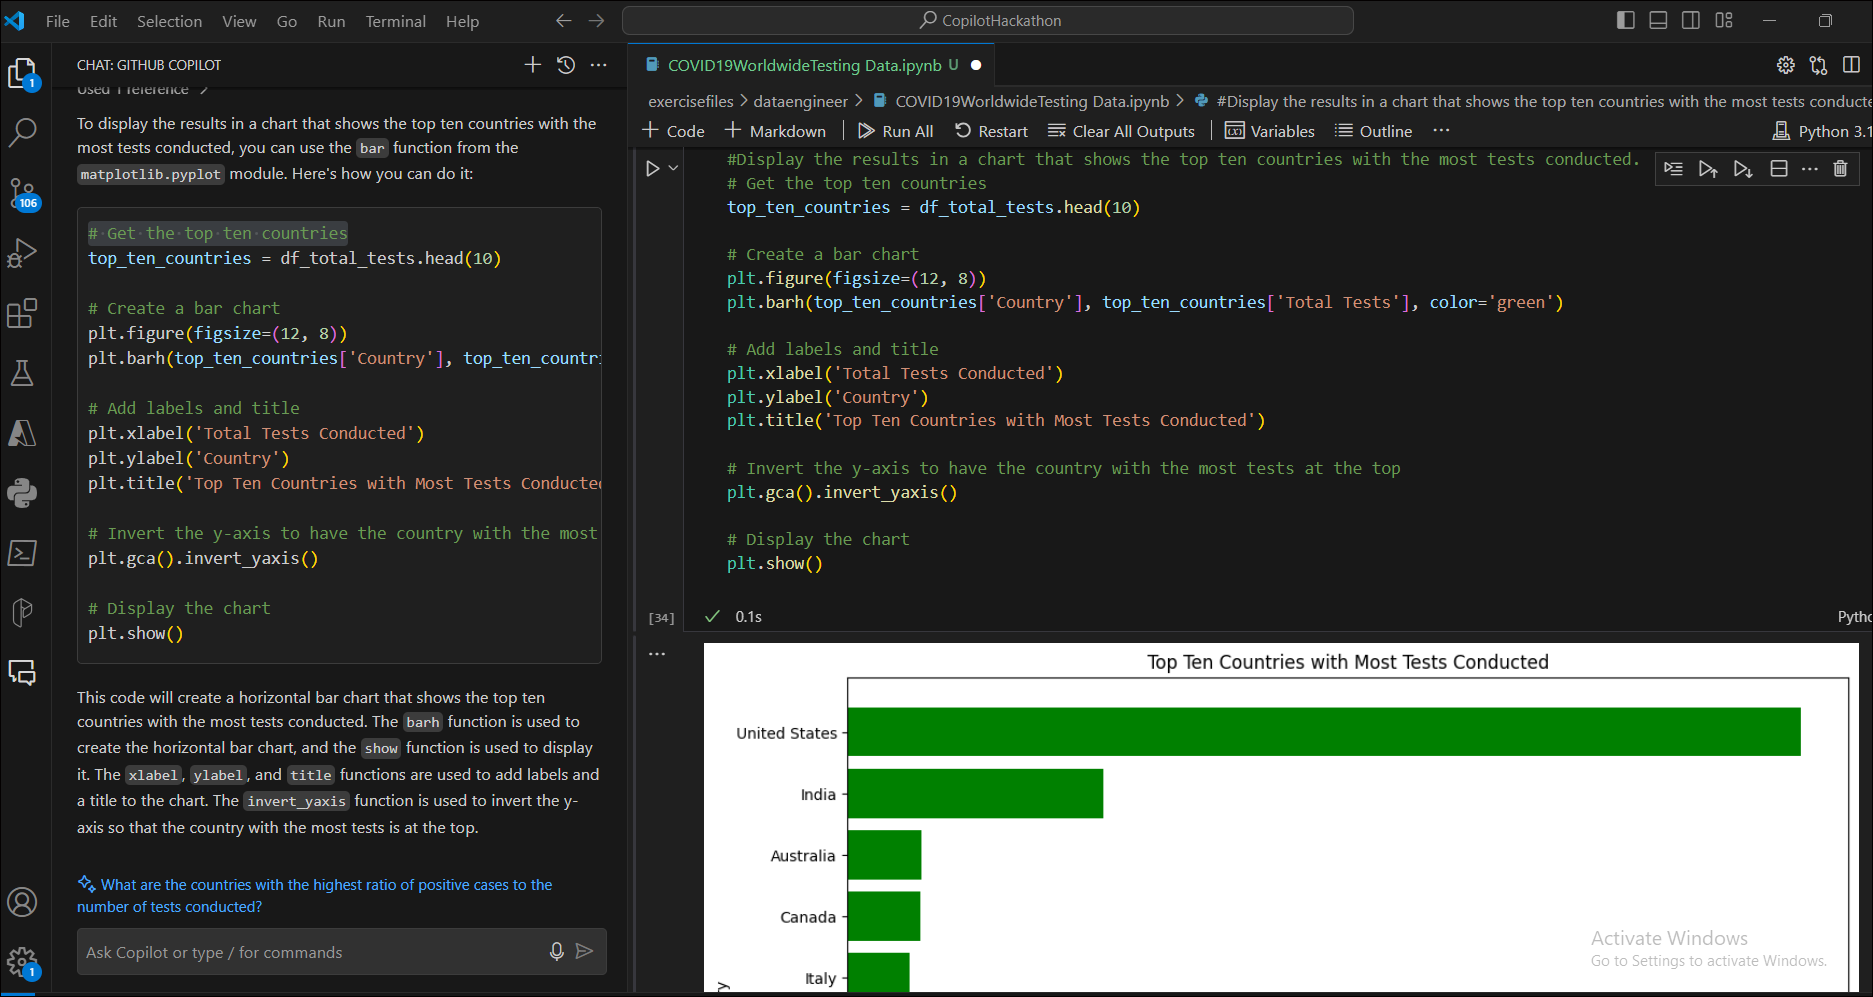 File Edit Selection View Go Run Terminal Help
CopilotHackathon
1
106
1
CHAT: GITHUB COPILOT
Used 1 reference
To display the results in a chart that shows the top ten countries with the
most tests conducted, you can use the bar function from the
matplotlib.pyplot module. Here's how you can do it:
# Get the top ten countries
top_ten_countries = df_total_tests.head(10)
# Create a bar chart
plt.figure(figsize=(12, 8))
plt.barh(top_ten_countries['Country'], top_ten_countri
# Add labels and title
plt.xlabel('Total Tests Conducted')
plt.ylabel('Country')
plt.title('Top Ten Countries with Most Tests Conducted
# Invert the y-axis to have the country with the most
plt.gca().invert_yaxis()
# Display the chart
plt.show()
This code will create a horizontal bar chart that shows the top ten
countries with the most tests conducted. The barh function is used to
create the horizontal bar chart, and the show function is used to display
it. The xlabel, ylabel, and title functions are used to add labels and
a title to the chart. The invert_yaxis function is used to invert the y-
axis so that the country with the most tests is at the top.
What are the countries with the highest ratio of positive cases to the
number of tests conducted?
Ask Copilot or type / for commands
COVID19WorldwideTesting Data.ipynb U
exercisefiles > dataengineer > COVID19WorldwideTesting Data.ipynb > #Display the results in a chart that shows the top ten countries with the most tests conducte
+ Code + Markdown Run All Restart Clear All Outputs Variables Outline ... Python 3.1
#Display the results in a chart that shows the top ten countries with the most tests conducted.
# Get the top ten countries
top_ten_countries = df_total_tests.head(10)
# Create a bar chart
plt.figure(figsize=(12, 8))
plt.barh(top_ten_countries['Country'], top_ten_countries['Total Tests'], color='green')
# Add labels and title
plt.xlabel('Total Tests Conducted')
plt.ylabel('Country')
plt.title('Top Ten Countries with Most Tests Conducted')
# Invert the y-axis to have the country with the most tests at the top
plt.gca().invert_yaxis()
# Display the chart
plt.show()
[34] 0.1s
Pytho
Top Ten Countries with Most Tests Conducted
United States
India
Australia
Canada
Italy
y
Activate Windows
Go to Settings to activate Windows.